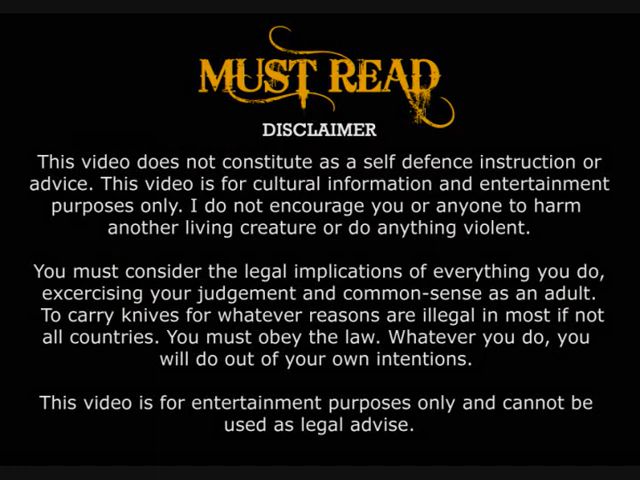 MUST READ
DISCLAIMER
This video does not constitute as a self defence instruction or
advice. This video is for cultural information and entertainment
purposes only. I do not encourage you or anyone to harm
another living creature or do anything violent.
You must consider the legal implications of everything you do,
excercising your judgement and common-sense as an adult.
To carry knives for whatever reasons are illegal in most if not
all countries. You must obey the law. Whatever you do, you
will do out of your own intentions.
This video is for entertainment purposes only and cannot be
used as legal advise.